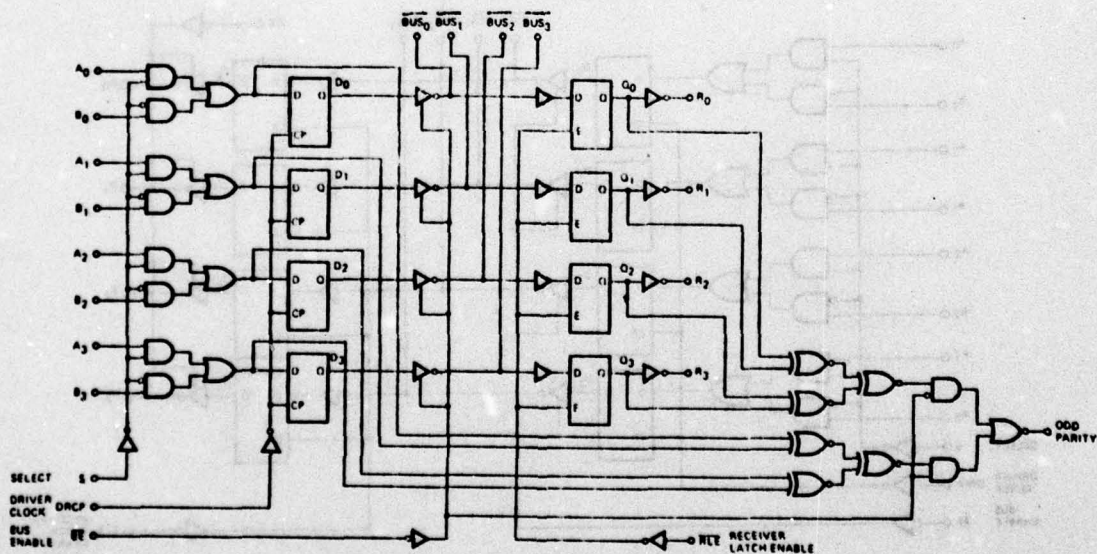 BUS0 BUS1 BUS2 BUS3
A0
B0
D0
D Q
CP
Q0
D Q
E
R0
A1
B1
D1
D Q
CP
Q1
D Q
E
R1
A2
B2
D2
D Q
CP
Q2
D Q
E
R2
A3
B3
D3
D Q
CP
Q3
D Q
E
R3
ODD
PARITY
SELECT S
DRIVER
CLOCK DRCP
BUS
ENABLE BE
RLE RECEIVER
LATCH ENABLE